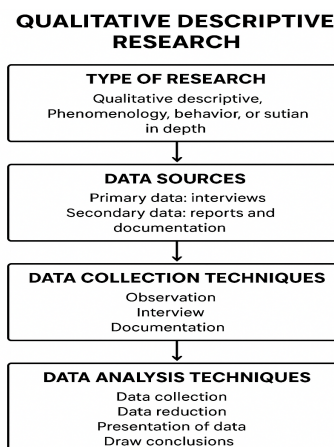 QUALITATIVE DESCRIPTIVE
RESEARCH
TYPE OF RESEARCH
Qualitative descriptive,
Phenomenology, behavior, or sutian
in depth
DATA SOURCES
Primary data: interviews
Secondary data: reports and
documentation
DATA COLLECTION TECHNIQUES
Observation
Interview
Documentation
DATA ANALYSIS TECHNIQUES
Data collection
Data reduction
Presentation of data
Draw conclusions